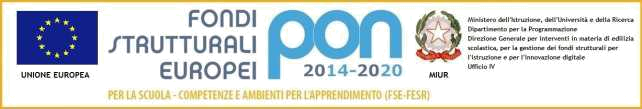 UNIONE EUROPEA
FONDI
STRUTTURALI
EUROPEI
pon
2014-2020
MIUR
Ministero dell'Istruzione, dell'Università e della Ricerca
Dipartimento per la Programmazione
Direzione Generale per interventi in materia di edilizia
scolastica, per la gestione dei fondi strutturali per
l'istruzione e per l'innovazione digitale
Ufficio IV
PER LA SCUOLA - COMPETENZE E AMBIENTI PER L'APPRENDIMENTO (FSE-FESR)